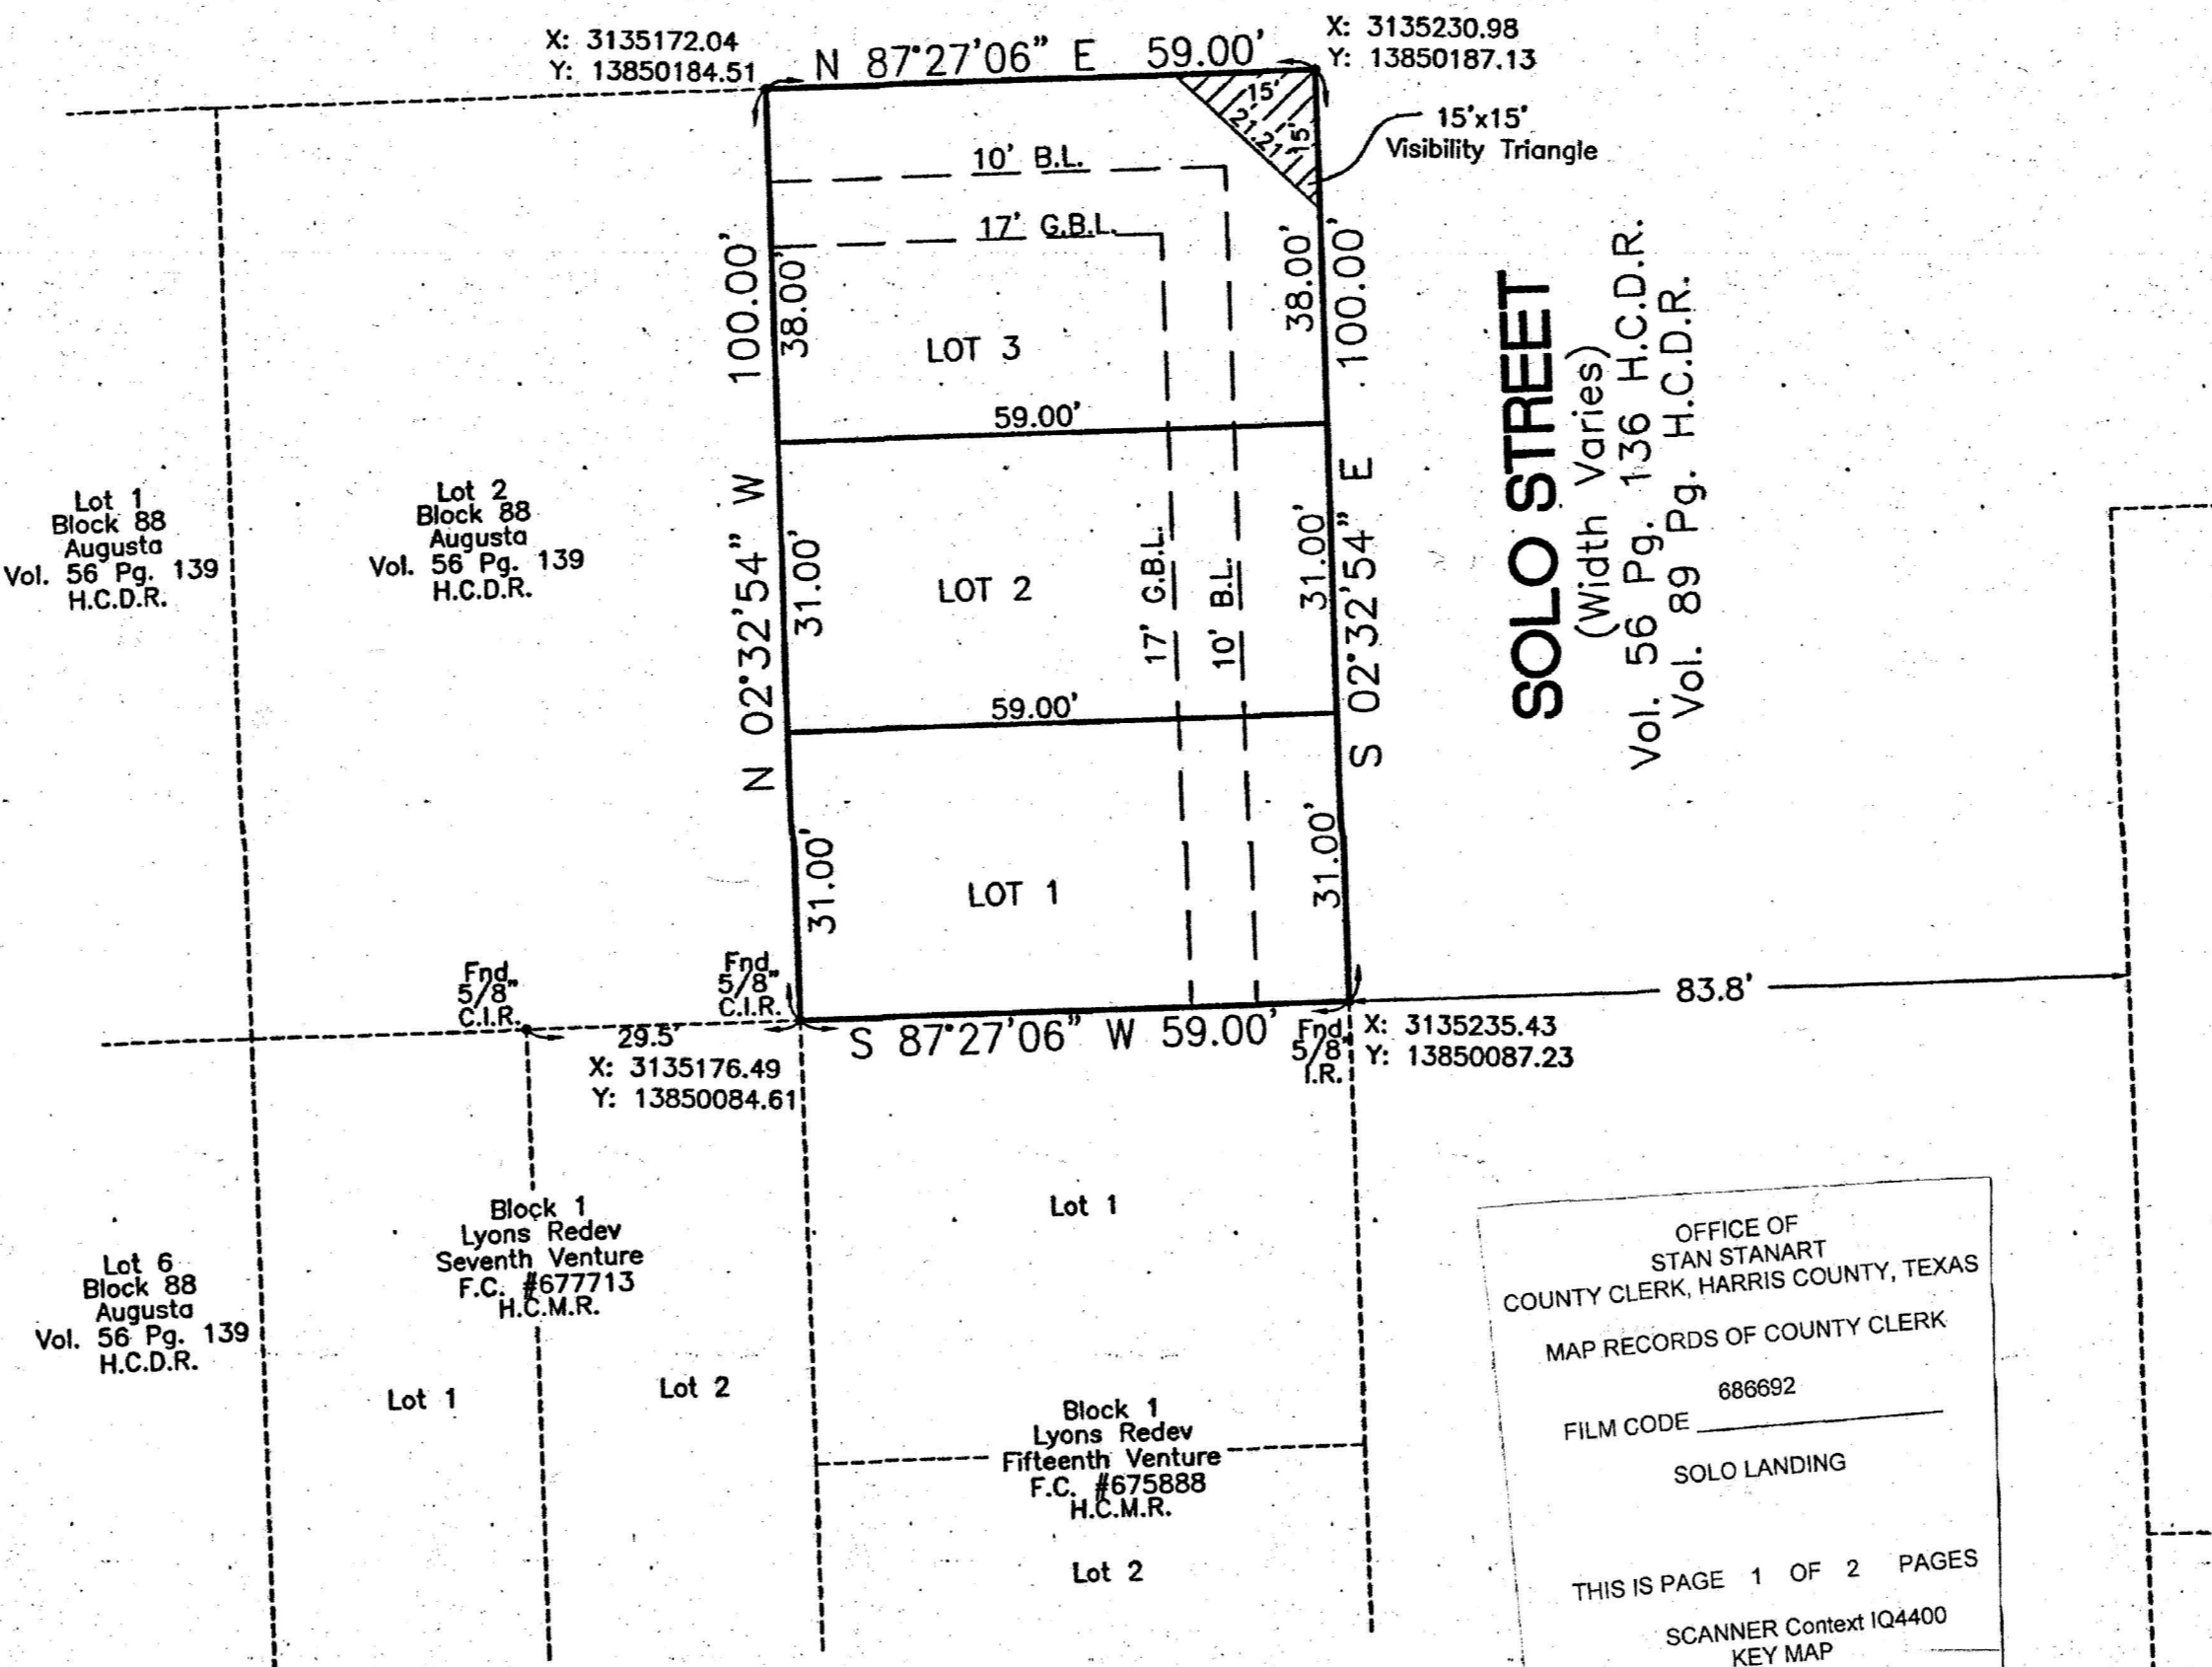 X: 3135172.04
Y: 13850184.51
N 87°27'06" E 59.00'
X: 3135230.98
Y: 13850187.13
15'
21.21'
15'
15'x15'
Visibility Triangle
10' B.L.
17' G.B.L.
100.00'
38.00'
38.00'
100.00'
LOT 3
59.00'
SOLO STREET
(Width Varies)
Vol. 56 Pg. 136 H.C.D.R.
Vol. 89 Pg. H.C.D.R.
Lot 1
Block 88
Augusta
Vol. 56 Pg. 139
H.C.D.R.
Lot 2
Block 88
Augusta
Vol. 56 Pg. 139
H.C.D.R.
N 02°32'54" W
31.00'
LOT 2
17' G.B.L.
10' B.L.
31.00'
S 02°32'54" E
59.00'
31.00'
LOT 1
31.00'
Fnd
5/8"
C.I.R.
Fnd
5/8"
C.I.R.
83.8'
29.5'
S 87°27'06" W 59.00'
Fnd
5/8"
I.R.
X: 3135235.43
Y: 13850087.23
X: 3135176.49
Y: 13850084.61
Lot 6
Block 88
Augusta
Vol. 56 Pg. 139
H.C.D.R.
Block 1
Lyons Redev
Seventh Venture
F.C. #677713
H.C.M.R.
Lot 1
Lot 2
Lot 1
Block 1
Lyons Redev
Fifteenth Venture
F.C. #675888
H.C.M.R.
Lot 2
OFFICE OF
STAN STANART
COUNTY CLERK, HARRIS COUNTY, TEXAS
MAP RECORDS OF COUNTY CLERK
686692
FILM CODE
SOLO LANDING
THIS IS PAGE 1 OF 2 PAGES
SCANNER Context IQ4400
KEY MAP